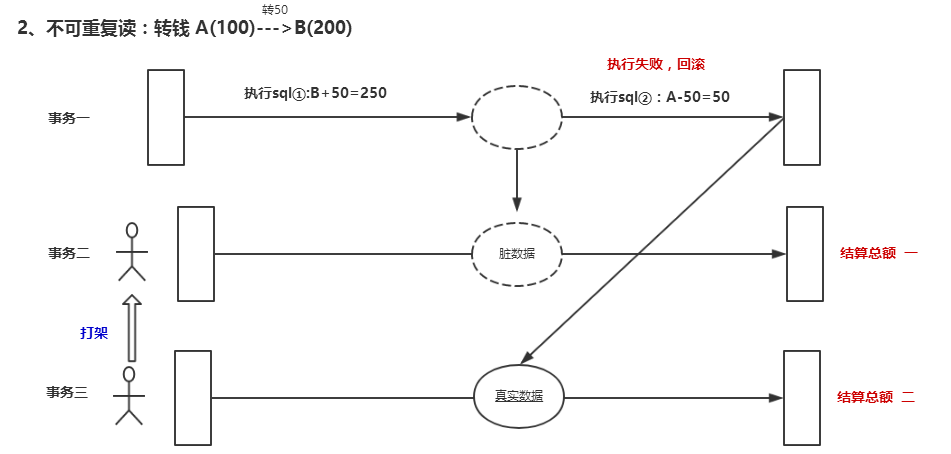 转50
2、不可重复读：转钱 A(100)--->B(200)
执行失败，回滚
执行sql①:B+50=250
执行sql②：A-50=50
事务一
事务二
脏数据
结算总额 一
打架
事务三
真实数据
结算总额 二